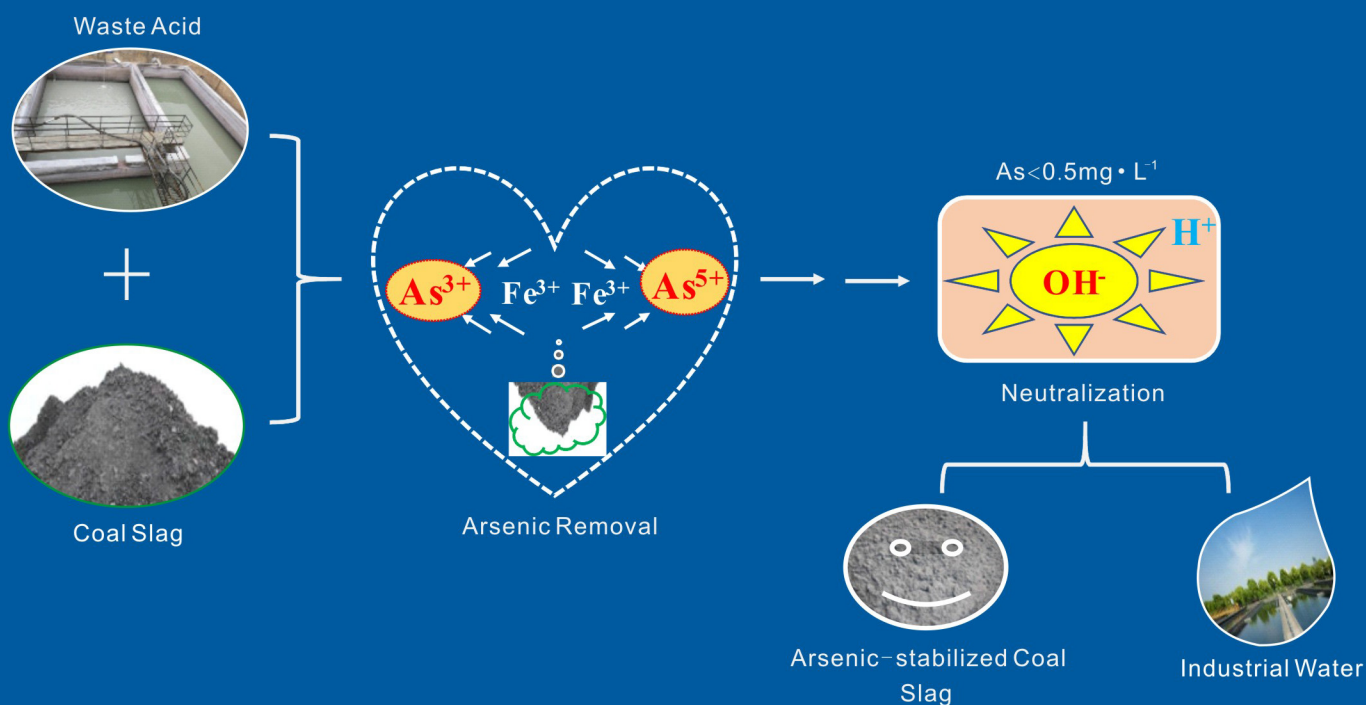 Waste Acid
Coal Slag
As³⁺
Fe³⁺ Fe³⁺
As⁵⁺
Arsenic Removal
As<0.5mg• L⁻¹
H⁺
OH⁻
Neutralization
Arsenic-stabilized Coal
Slag
Industrial Water